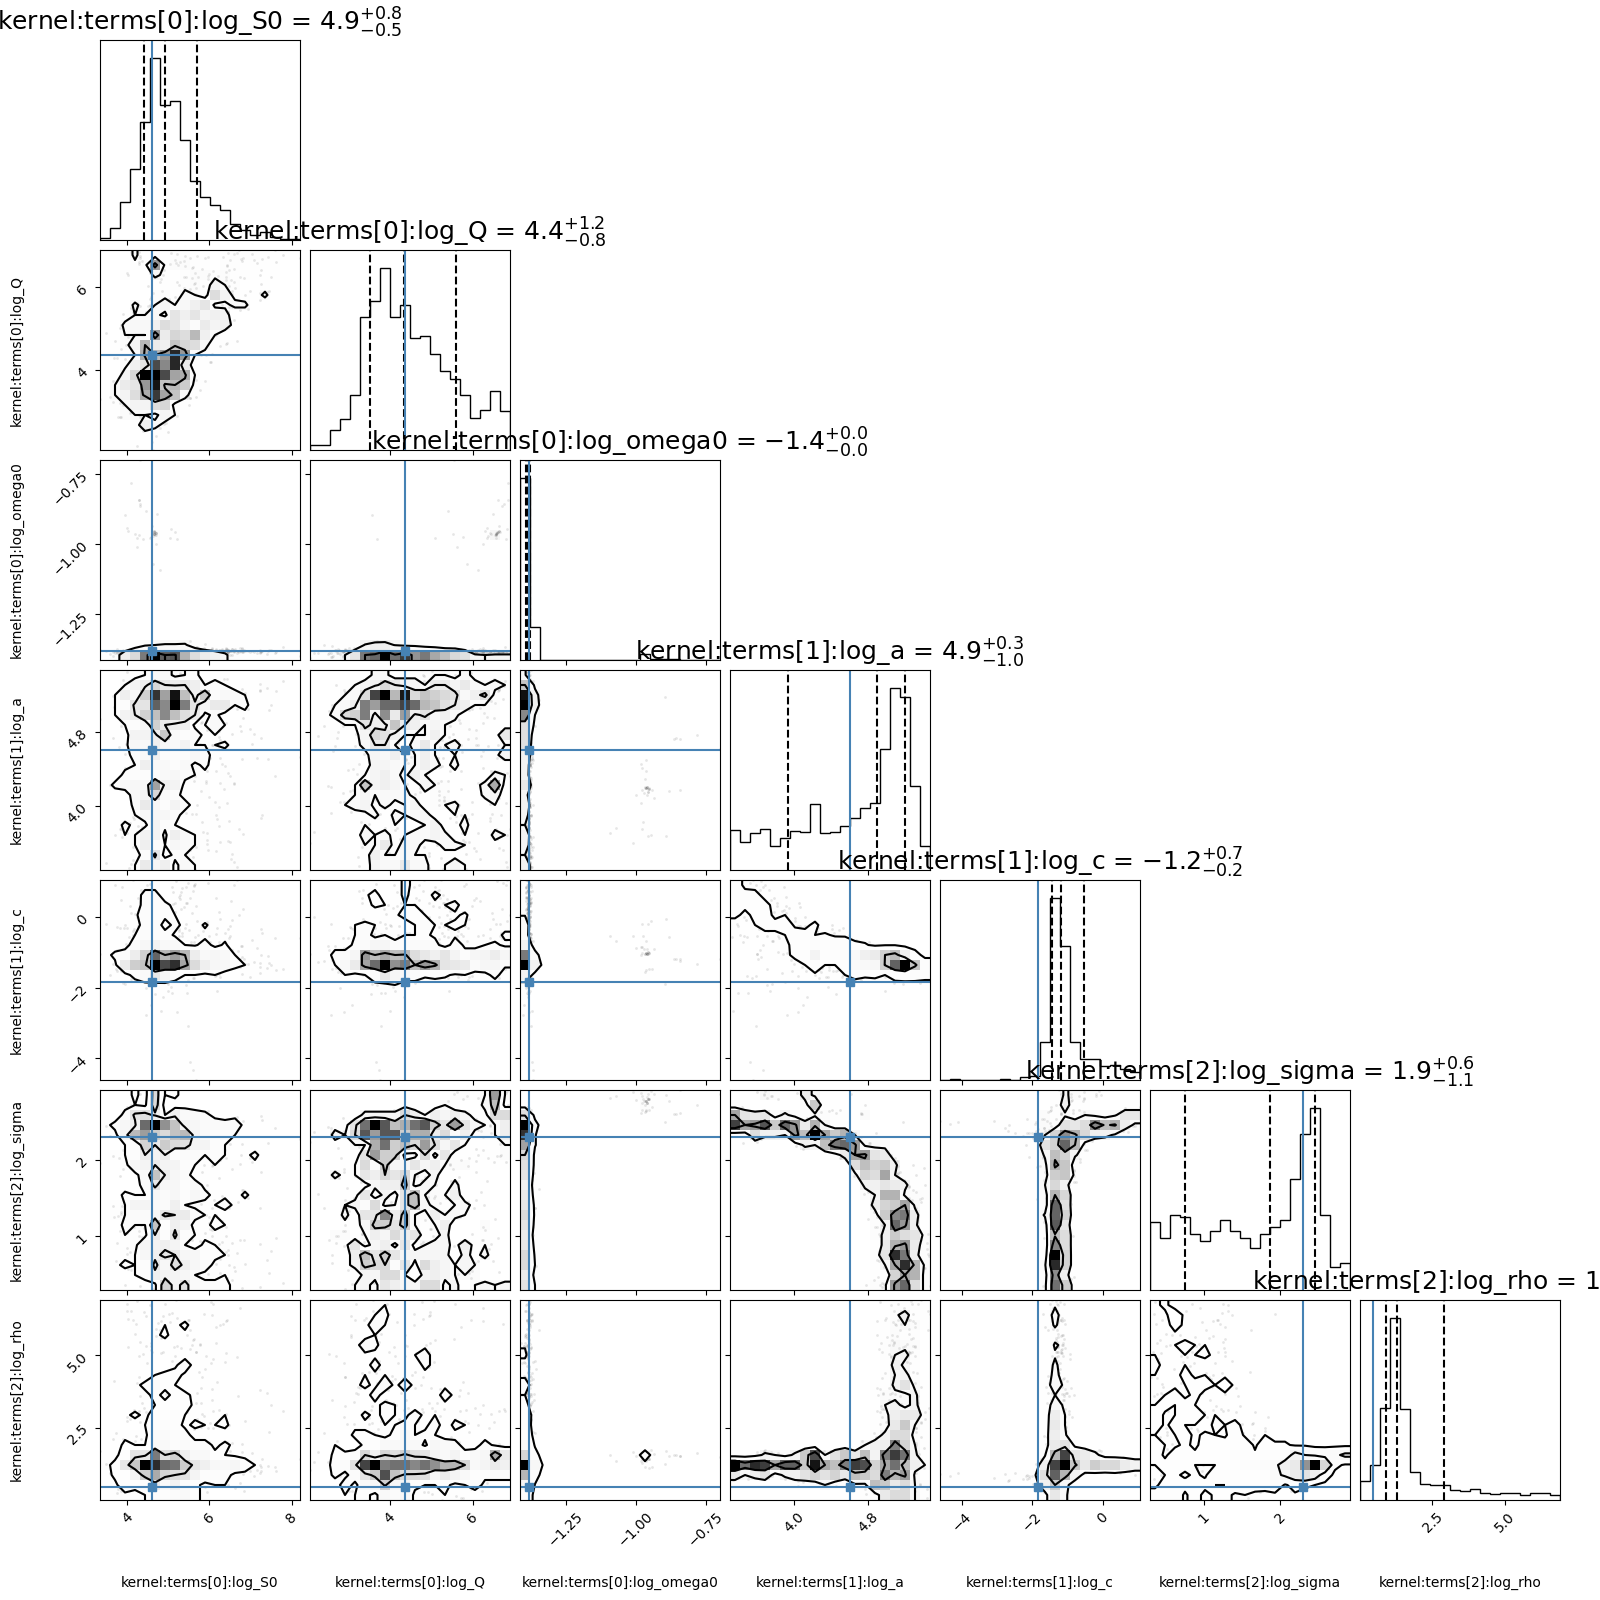 kernel:terms[0]:log_S0 = 4.9+0.8−0.5
kernel:terms[0]:log_Q = 4.4+1.2−0.8
kernel:terms[0]:log_Q
6
4
kernel:terms[0]:log_omega0 = −1.4+0.0−0.0
kernel:terms[0]:log_omega0
−0.75
−1.00
−1.25
kernel:terms[1]:log_a = 4.9+0.3−1.0
kernel:terms[1]:log_a
4.8
4.0
kernel:terms[1]:log_c = −1.2+0.7−0.2
kernel:terms[1]:log_c
0
−2
−4
kernel:terms[2]:log_sigma = 1.9+0.6−1.1
kernel:terms[2]:log_sigma
2
1
kernel:terms[2]:log_rho = 1
kernel:terms[2]:log_rho
5.0
2.5
4 6 8 4 6 −1.25 −1.00 −0.75 4.0 4.8 −4 −2 0 1 2 2.5 5.0
kernel:terms[0]:log_S0 kernel:terms[0]:log_Q kernel:terms[0]:log_omega0 kernel:terms[1]:log_a kernel:terms[1]:log_c kernel:terms[2]:log_sigma kernel:terms[2]:log_rho